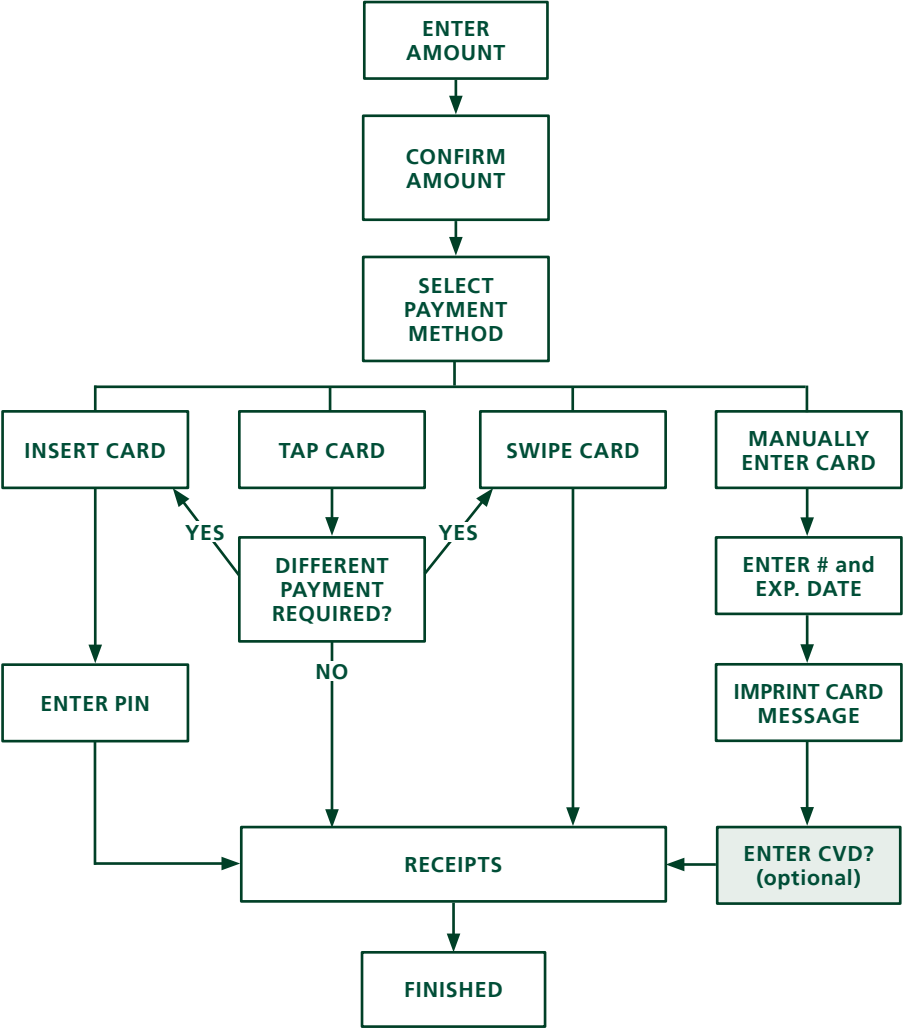 ENTER
AMOUNT
CONFIRM
AMOUNT
SELECT
PAYMENT
METHOD
INSERT CARD
TAP CARD
SWIPE CARD
MANUALLY
ENTER CARD
YES
YES
DIFFERENT
PAYMENT
REQUIRED?
ENTER # and
EXP. DATE
NO
ENTER PIN
IMPRINT CARD
MESSAGE
RECEIPTS
ENTER CVD?
(optional)
FINISHED